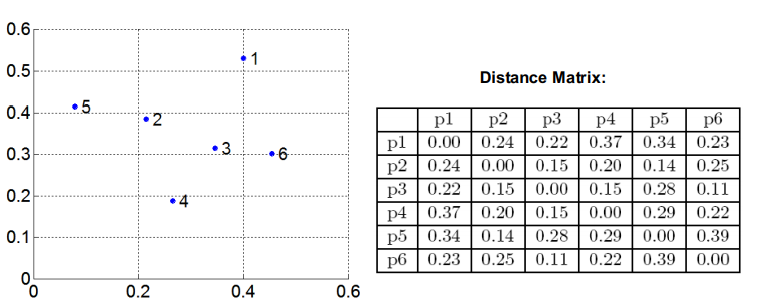 0.6
0.5
0.4
0.3
0.2
0.1
0
0 0.2 0.4 0.6
1
5
2
3
6
4
Distance Matrix:
p1 p2 p3 p4 p5 p6
p1 0.00 0.24 0.22 0.37 0.34 0.23
p2 0.24 0.00 0.15 0.20 0.14 0.25
p3 0.22 0.15 0.00 0.15 0.28 0.11
p4 0.37 0.20 0.15 0.00 0.29 0.22
p5 0.34 0.14 0.28 0.29 0.00 0.39
p6 0.23 0.25 0.11 0.22 0.39 0.00